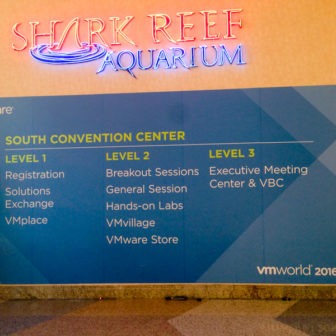 SHARK REEF
AQUARIUM
are®
SOUTH CONVENTION CENTER
LEVEL 1
Registration
Solutions
Exchange
VMplace
LEVEL 2
Breakout Sessions
General Session
Hands-on Labs
VMvillage
VMware Store
LEVEL 3
Executive Meeting
Center & VBC
vmworld® 2016